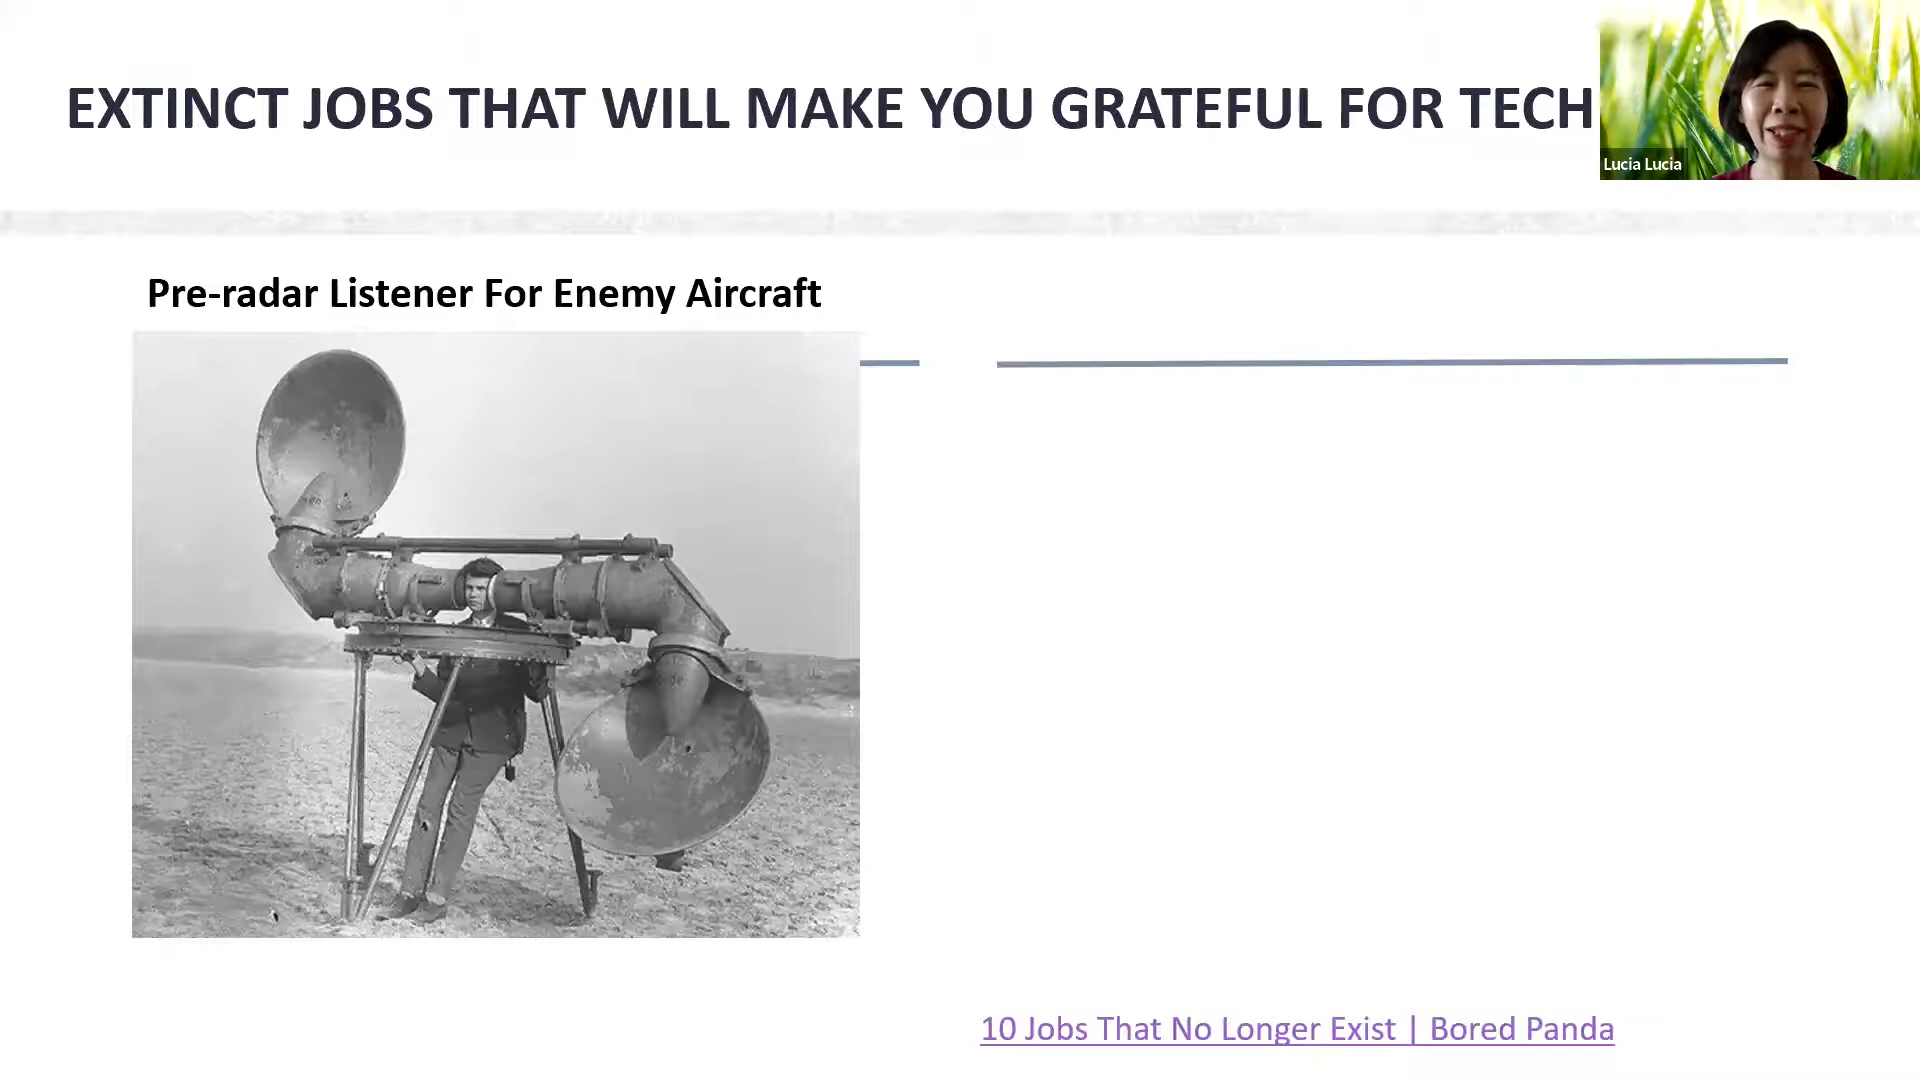 EXTINCT JOBS THAT WILL MAKE YOU GRATEFUL FOR TECH
Lucia Lucia
Pre-radar Listener For Enemy Aircraft
10 Jobs That No Longer Exist | Bored Panda